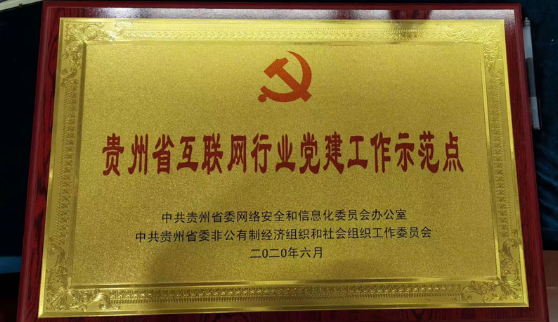 贵州省互联网行业党建工作示范点
中共贵州省委网络安全和信息化委员会办公室
中共贵州省委非公有制经济组织和社会组织工作委员会
二〇二〇年六月